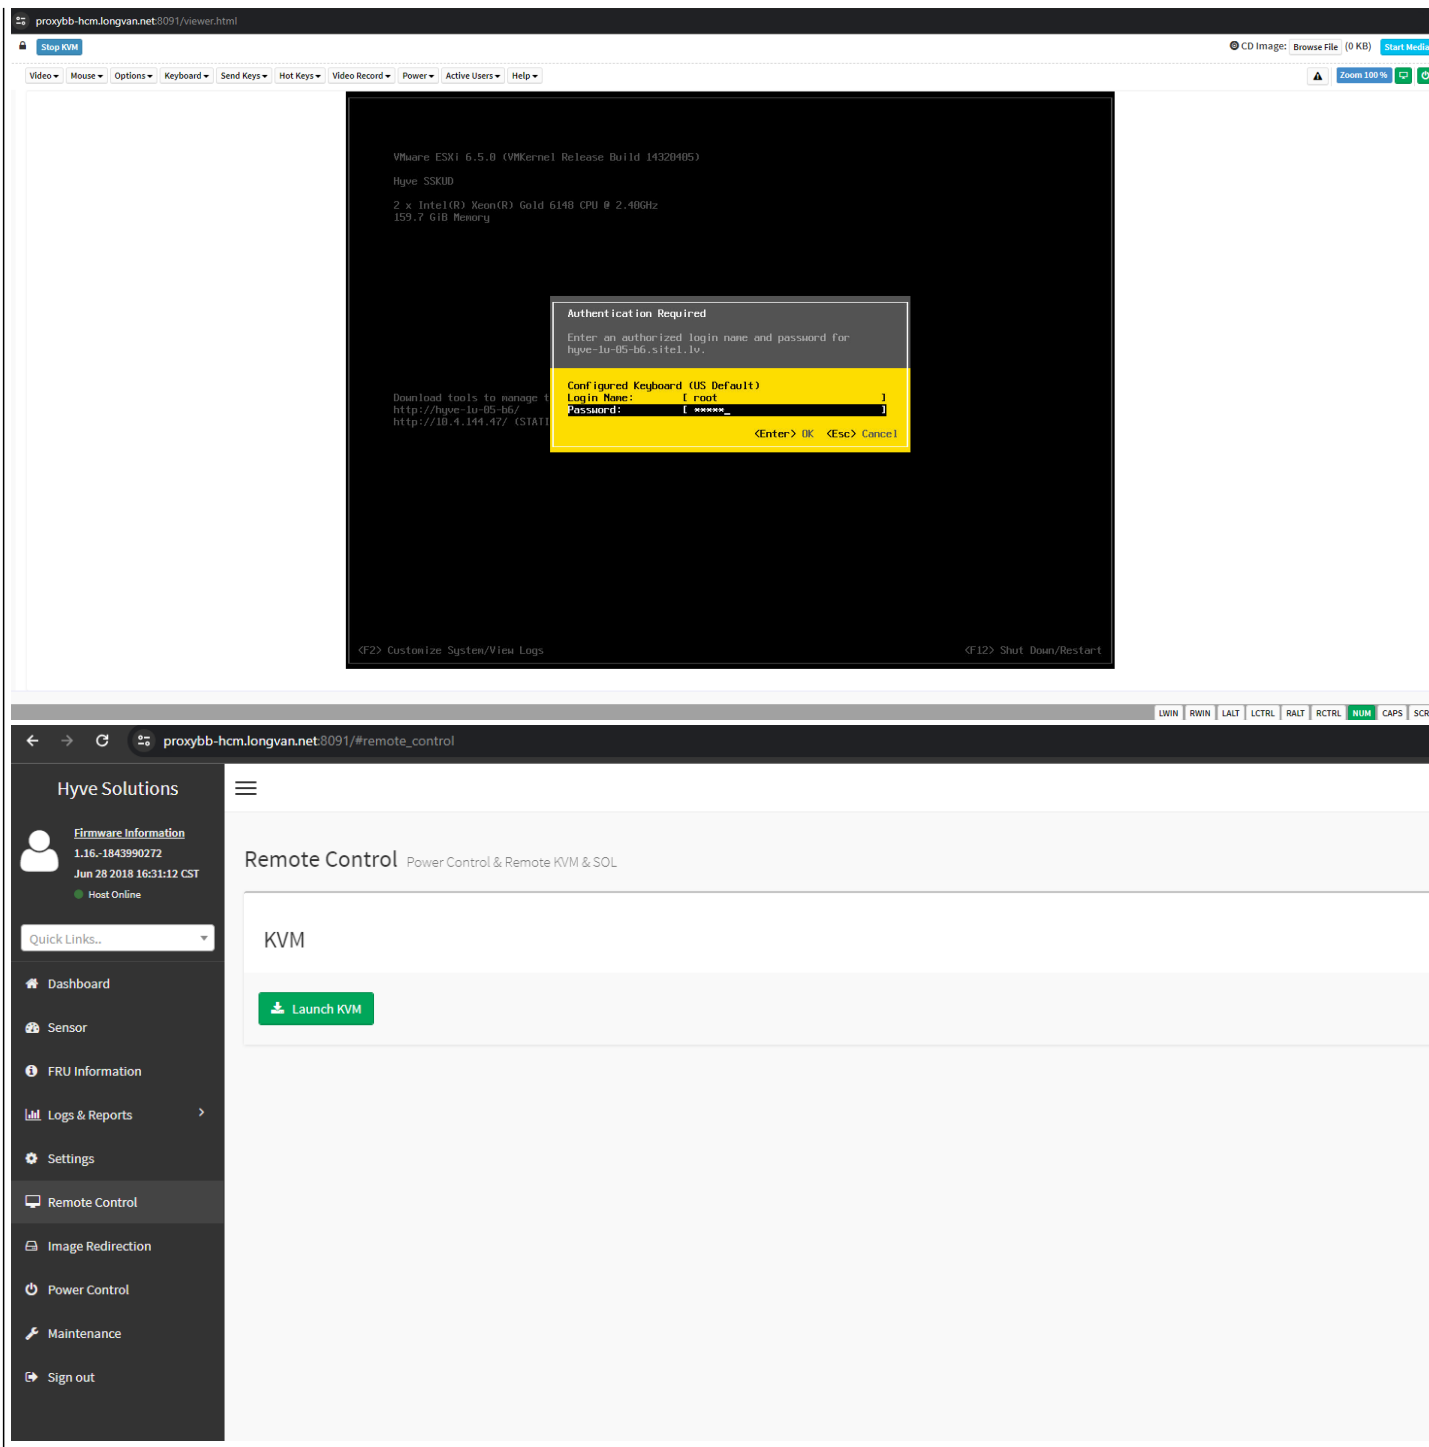 proxybb-hcm.longvan.net:8091/viewer.html
Stop KVM
CD Image: Browse File (0 KB) Start Media
Video Mouse Options Keyboard Send Keys Hot Keys Video Record Power Active Users Help
Zoom 100 %
VMware ESXi 6.5.0 (VMKernel Release Build 14320405)
Hyve SSKUD
2 x Intel(R) Xeon(R) Gold 6148 CPU @ 2.40GHz
159.7 GiB Memory
Authentication Required
Enter an authorized login name and password for
hyve-1u-05-b6.site1.lv.
Configured Keyboard (US Default)
Download tools to manage t
Login Name: [ root ]
http://hyve-1u-05-b6/
Password: [ *****_ ]
http://10.4.144.47/ (STATI
<Enter> OK <Esc> Cancel
<F2> Customize System/View Logs
<F12> Shut Down/Restart
LWIN RWIN LALT LCTRL RALT RCTRL NUM CAPS SCR
proxybb-hcm.longvan.net:8091/#remote_control
Hyve Solutions
Firmware Information
1.16.-1843990272
Jun 28 2018 16:31:12 CST
Host Online
Quick Links..
Dashboard
Sensor
FRU Information
Logs & Reports
Settings
Remote Control
Image Redirection
Power Control
Maintenance
Sign out
Remote Control Power Control & Remote KVM & SOL
KVM
Launch KVM